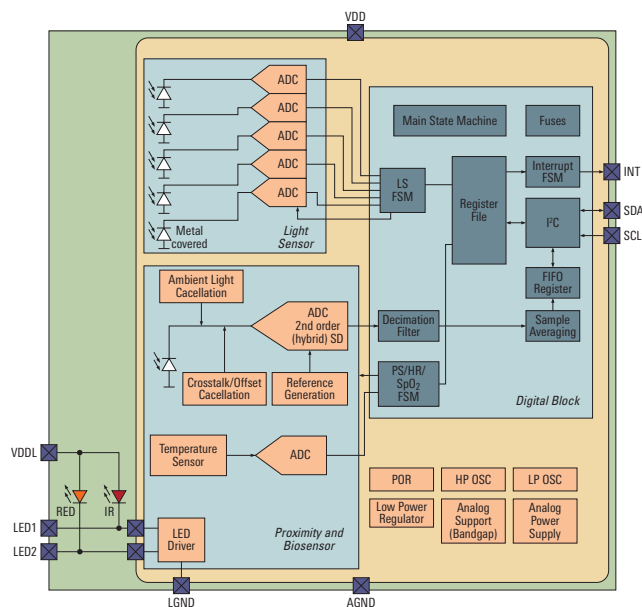 VDD
ADC
ADC
ADC
ADC
ADC
Metal
covered
Light
Sensor
Main State Machine
Fuses
LS
FSM
Register
File
Interrupt
FSM
I²C
FIFO
Register
Sample
Averaging
Decimation
Filter
PS/HR/
SpO₂
FSM
Digital Block
INT
SDA
SCL
Ambient Light
Cacellation
ADC
2nd order
(hybrid) SD
Crosstalk/Offset
Cacellation
Reference
Generation
Temperature
Sensor
ADC
LED
Driver
Proximity and
Biosensor
POR
HP OSC
LP OSC
Low Power
Regulator
Analog
Support
(Bandgap)
Analog
Power
Supply
VDDL
RED
IR
LED1
LED2
LGND
AGND